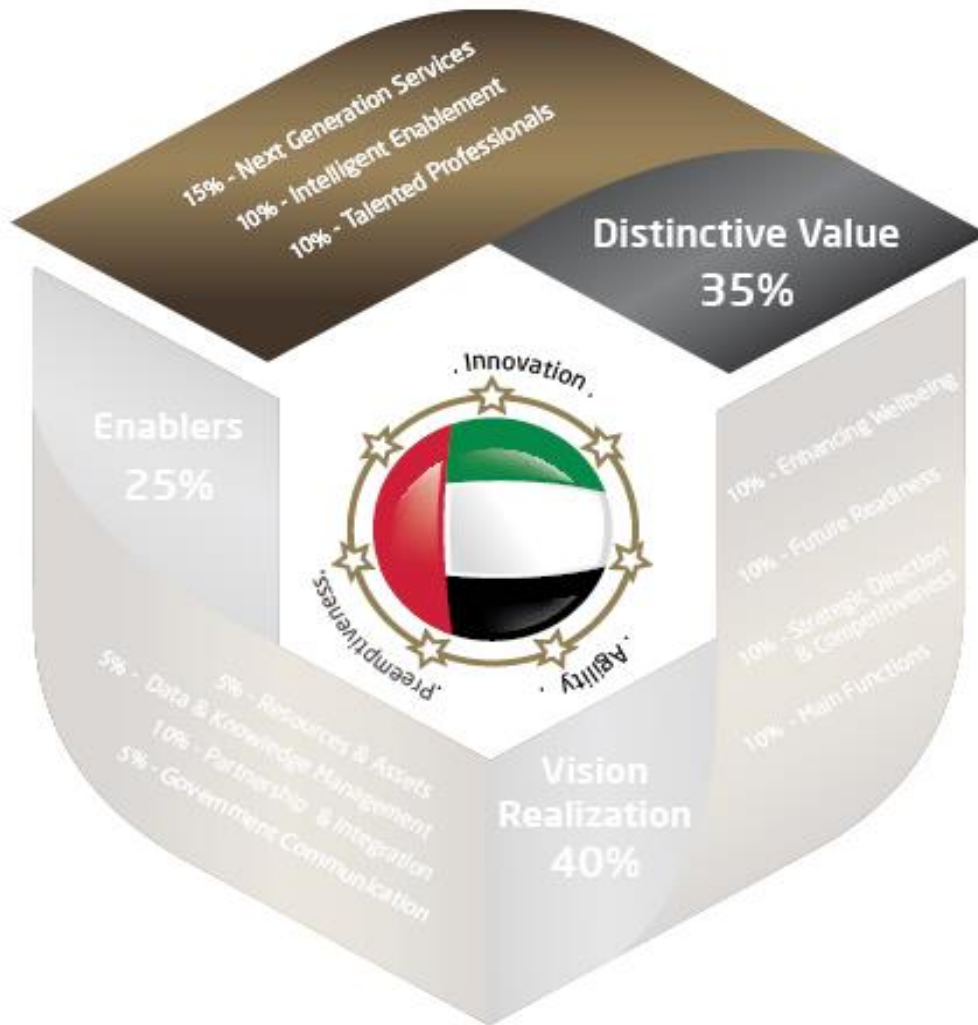 15% - Next Generation Services
10% - Intelligent Enablement
10% - Talented Professionals
Distinctive Value
35%
. Innovation .
. Agility .
.Preemptiveness.
Enablers
25%
5% - Resources & Assets
5% - Data & Knowledge Management
10% - Partnership & Integration
5% - Government Communication
Vision
Realization
40%
10% - Enhancing Wellbeing
10% - Future Readiness
10% - Strategic Direction
& Competitiveness
10% - Main Functions